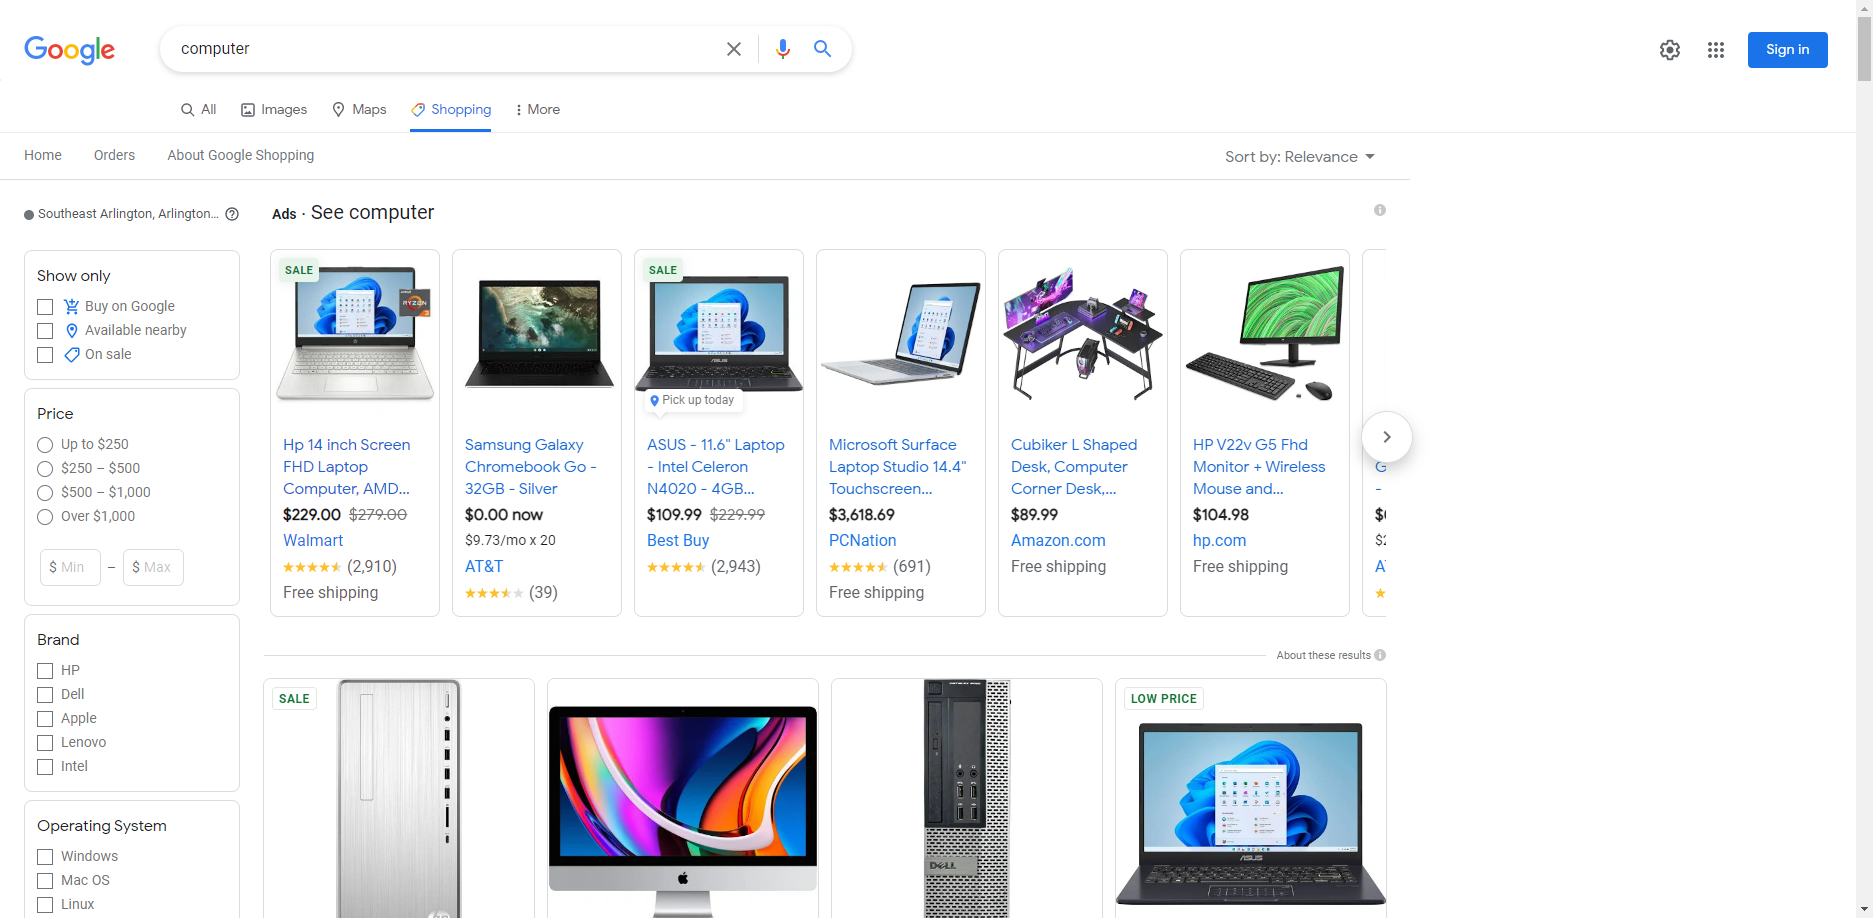 Google
computer
Sign in
All
Images
Maps
Shopping
More
Home
Orders
About Google Shopping
Sort by: Relevance
Southeast Arlington, Arlington...
Ads · See computer
Show only
Buy on Google
Available nearby
On sale
Price
Up to $250
$250 – $500
$500 – $1,000
Over $1,000
$ Min – $ Max
Brand
HP
Dell
Apple
Lenovo
Intel
Operating System
Windows
Mac OS
Linux
SALE
RYZEN
Hp 14 inch Screen
FHD Laptop
Computer, AMD...
$229.00 $279.00
Walmart
(2,910)
Free shipping
Samsung Galaxy
Chromebook Go -
32GB - Silver
$0.00 now
$9.73/mo x 20
AT&T
(39)
SALE
ASUS
Pick up today
ASUS - 11.6" Laptop
- Intel Celeron
N4020 - 4GB...
$109.99 $229.99
Best Buy
(2,943)
Microsoft Surface
Laptop Studio 14.4"
Touchscreen...
$3,618.69
PCNation
(691)
Free shipping
Cubiker L Shaped
Desk, Computer
Corner Desk,...
$89.99
Amazon.com
Free shipping
HP V22v G5 Fhd
Monitor + Wireless
Mouse and...
$104.98
hp.com
Free shipping
About these results
SALE
DELL
LOW PRICE
ASUS